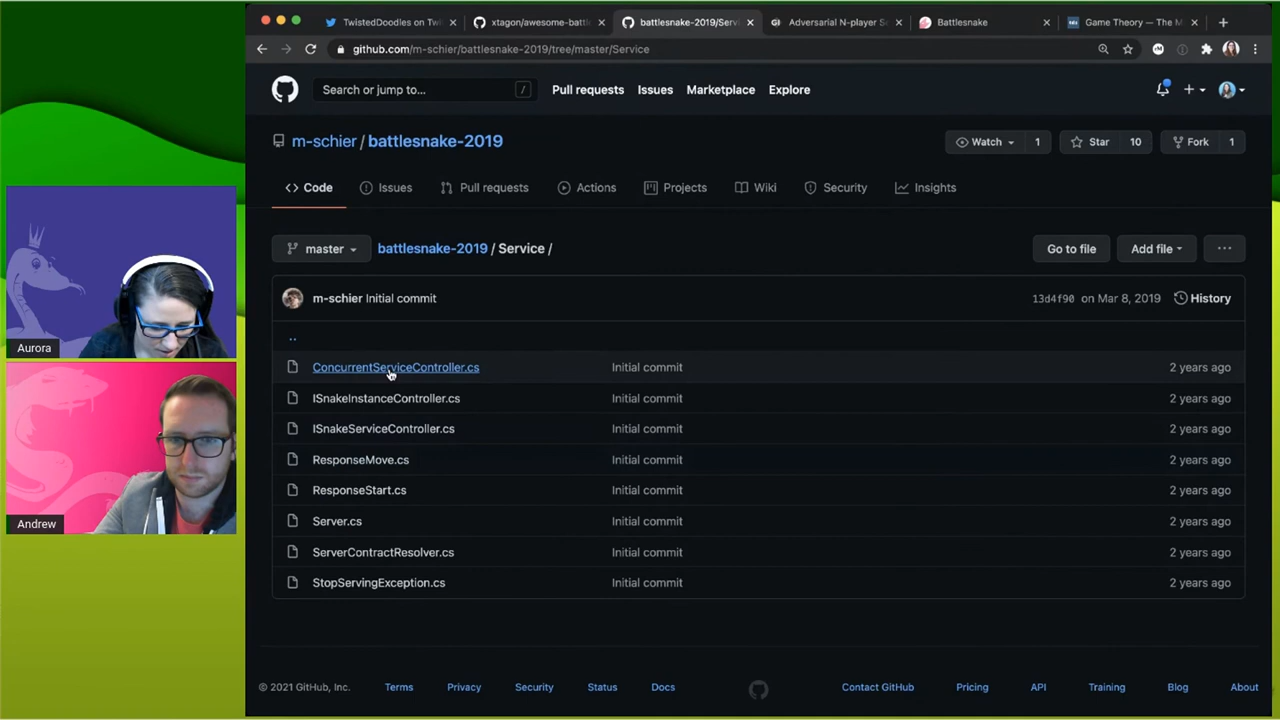 TwistedDoodles on Tw
xtagon/awesome-battl
battlesnake-2019/Servi
Adversarial N-player S
Battlesnake
Game Theory — The M
github.com/m-schier/battlesnake-2019/tree/master/Service
Search or jump to... /
Pull requests Issues Marketplace Explore
m-schier / battlesnake-2019
Watch 1 Star 10 Fork 1
Code Issues Pull requests Actions Projects Wiki Security Insights
master battlesnake-2019 / Service / Go to file Add file ...
m-schier Initial commit 13d4f90 on Mar 8, 2019 History
..
ConcurrentServiceController.cs Initial commit 2 years ago
ISnakeInstanceController.cs Initial commit 2 years ago
ISnakeServiceController.cs Initial commit 2 years ago
ResponseMove.cs Initial commit 2 years ago
ResponseStart.cs Initial commit 2 years ago
Server.cs Initial commit 2 years ago
ServerContractResolver.cs Initial commit 2 years ago
StopServingException.cs Initial commit 2 years ago
© 2021 GitHub, Inc. Terms Privacy Security Status Docs Contact GitHub Pricing API Training Blog About
Aurora
Andrew